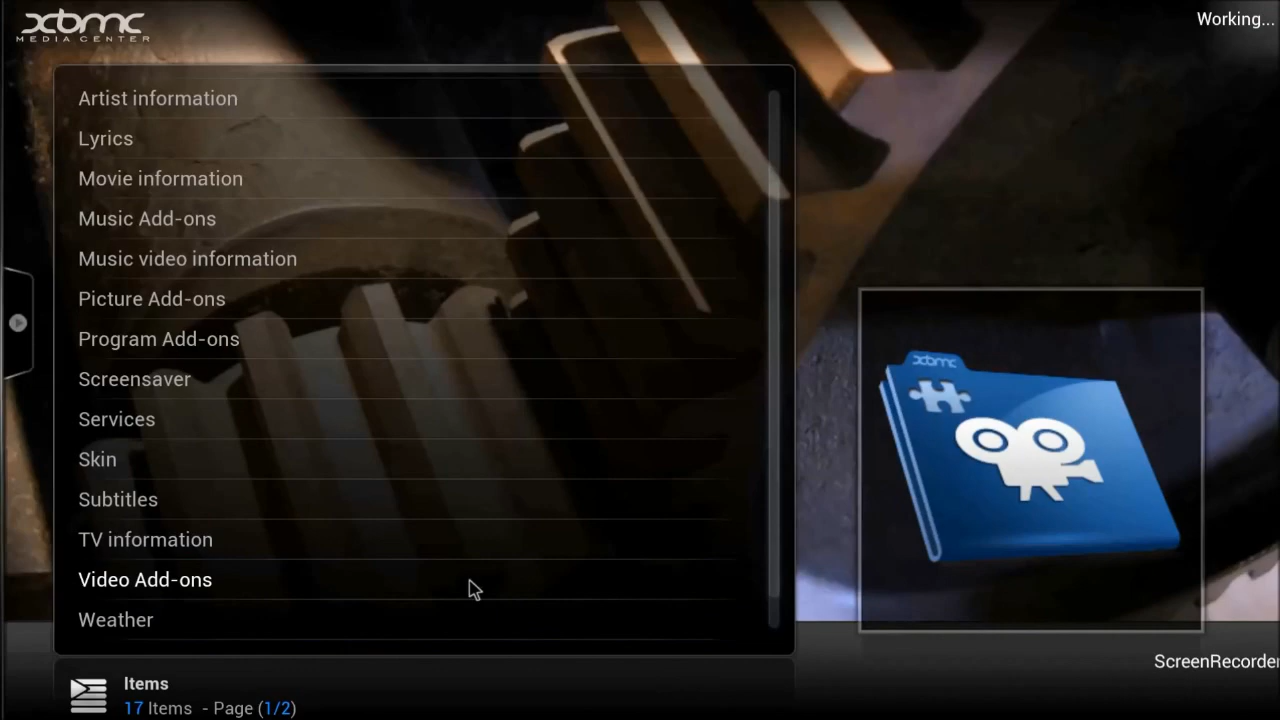 xbmc
MEDIA CENTER
Working...
Artist information
Lyrics
Movie information
Music Add-ons
Music video information
Picture Add-ons
Program Add-ons
Screensaver
Services
Skin
Subtitles
TV information
Video Add-ons
Weather
xbmc
ScreenRecorder
Items
17 Items - Page (1/2)